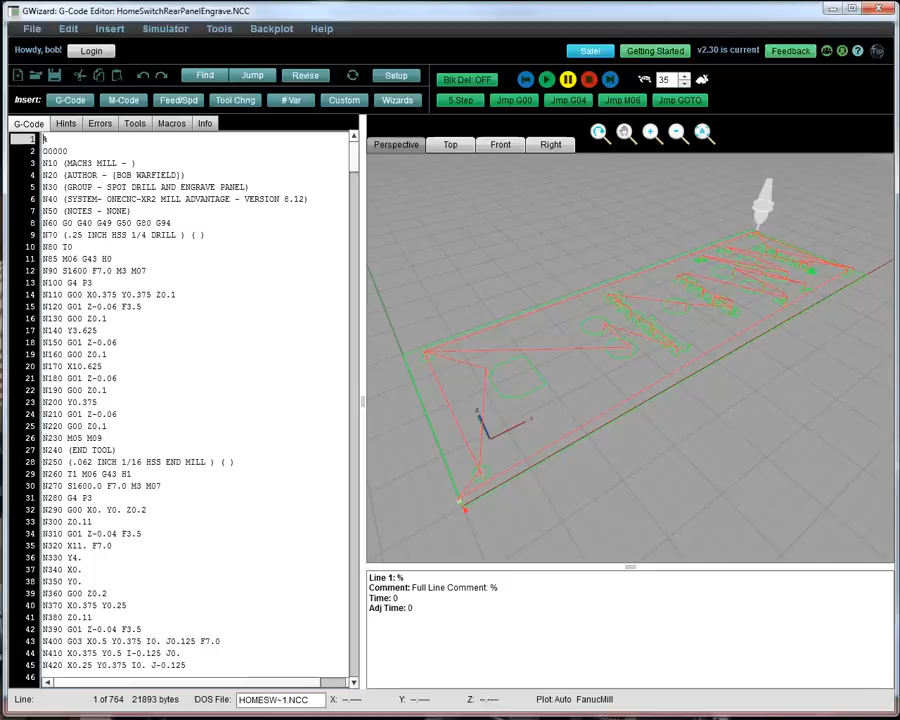 GWizard: G-Code Editor: HomeSwitchRearPanelEngrave.NCC
File Edit Insert Simulator Tools Backplot Help
Howdy, bob! Login Sale! Getting Started v2.30 is current Feedback Tip
Find Jump Revise Setup Blk Del: OFF 35
Insert: G-Code M-Code Feed/Spd Tool Chng # Var Custom Wizards 5-Step Jmp G00 Jmp G04 Jmp M06 Jmp GOTO
G-Code Hints Errors Tools Macros Info
Perspective Top Front Right
1 %
2 O0000
3 N10 (MACH3 MILL - )
4 N20 (AUTHOR - {BOB WARFIELD})
5 N30 (GROUP - SPOT DRILL AND ENGRAVE PANEL)
6 N40 (SYSTEM- ONECNC-XR2 MILL ADVANTAGE - VERSION 8.12)
7 N50 (NOTES - NONE)
8 N60 G0 G40 G49 G50 G80 G94
9 N70 (.25 INCH HSS 1/4 DRILL ) ( )
10 N80 T0
11 N85 M06 G43 H0
12 N90 S1600 F7.0 M3 M07
13 N100 G4 P3
14 N110 G00 X0.375 Y0.375 Z0.1
15 N120 G01 Z-0.06 F3.5
16 N130 G00 Z0.1
17 N140 Y3.625
18 N150 G01 Z-0.06
19 N160 G00 Z0.1
20 N170 X10.625
21 N180 G01 Z-0.06
22 N190 G00 Z0.1
23 N200 Y0.375
24 N210 G01 Z-0.06
25 N220 G00 Z0.1
26 N230 M05 M09
27 N240 (END TOOL)
28 N250 (.062 INCH 1/16 HSS END MILL ) ( )
29 N260 T1 M06 G43 H1
30 N270 S1600.0 F7.0 M3 M07
31 N280 G4 P3
32 N290 G00 X0. Y0. Z0.2
33 N300 Z0.11
34 N310 G01 Z-0.04 F3.5
35 N320 X11. F7.0
36 N330 Y4.
37 N340 X0.
38 N350 Y0.
39 N360 G00 Z0.2
40 N370 X0.375 Y0.25
41 N380 Z0.11
42 N390 G01 Z-0.04 F3.5
43 N400 G03 X0.5 Y0.375 I0. J0.125 F7.0
44 N410 X0.375 Y0.5 I-0.125 J0.
45 N420 X0.25 Y0.375 I0. J-0.125
46
Line 1: %
Comment: Full Line Comment: %
Time: 0
Adj Time: 0
Line: 1 of 764 21893 bytes DOS File: HOMESW~1.NCC X: --.---- Y: --.---- Z: --.---- Plot: Auto FanucMill